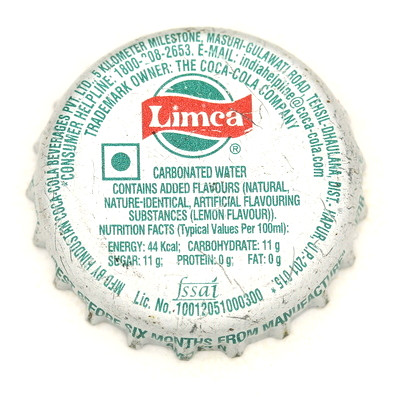 MFD BY HINDUSTAN COCA-COLA BEVERAGES PVT. LTD. 5 KILOMETER MILESTONE, MASURI-GULAWATI ROAD, TEHSIL-DHAULANA, DIST. HAPUR-U.P-201-015*
*CONSUMER HELPLINE: 1800-208-2653. E-MAIL: indiahelpline@coca-cola.com
TRADEMARK OWNER: THE COCA-COLA COMPANY
Limca
®
CARBONATED WATER
CONTAINS ADDED FLAVOURS (NATURAL,
NATURE-IDENTICAL, ARTIFICIAL FLAVOURING
SUBSTANCES (LEMON FLAVOUR)).
NUTRITION FACTS (Typical Values Per 100ml):
ENERGY: 44 Kcal; CARBOHYDRATE: 11 g
SUGAR: 11 g; PROTEIN: 0 g; FAT: 0 g
fssai
Lic. No.-10012051000300
BEFORE SIX MONTHS FROM MANUFACTURE